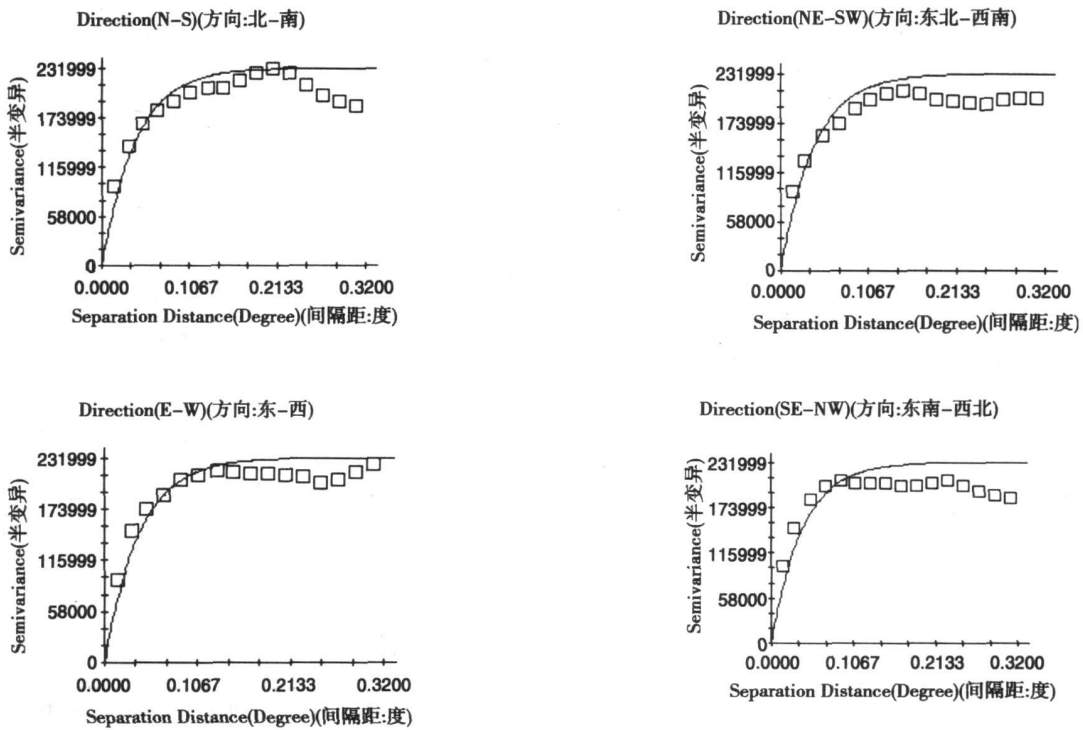 Direction(N-S)(方向:北-南)
Semivariance(半变异)
231999
173999
115999
58000
0
0.0000 0.1067 0.2133 0.3200
Separation Distance(Degree)(间隔距:度)
Direction(NE-SW)(方向:东北-西南)
Semivariance(半变异)
231999
173999
115999
58000
0
0.0000 0.1067 0.2133 0.3200
Separation Distance(Degree)(间隔距:度)
Direction(E-W)(方向:东-西)
Semivariance(半变异)
231999
173999
115999
58000
0
0.0000 0.1067 0.2133 0.3200
Separation Distance(Degree)(间隔距:度)
Direction(SE-NW)(方向:东南-西北)
Semivariance(半变异)
231999
173999
115999
58000
0
0.0000 0.1067 0.2133 0.3200
Separation Distance(Degree)(间隔距:度)